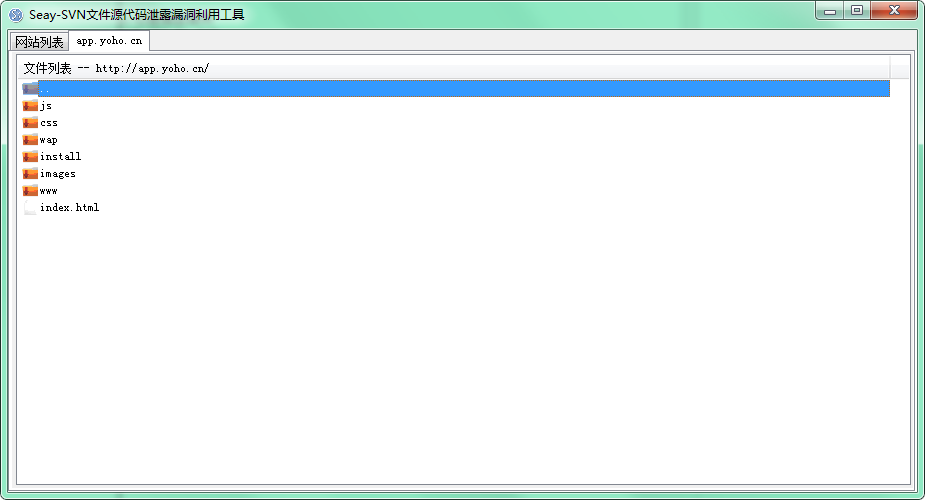 Seay-SVN文件源代码泄露漏洞利用工具
网站列表 app.yoho.cn
文件列表 -- http://app.yoho.cn/
..
js
css
wap
install
images
www
index.html